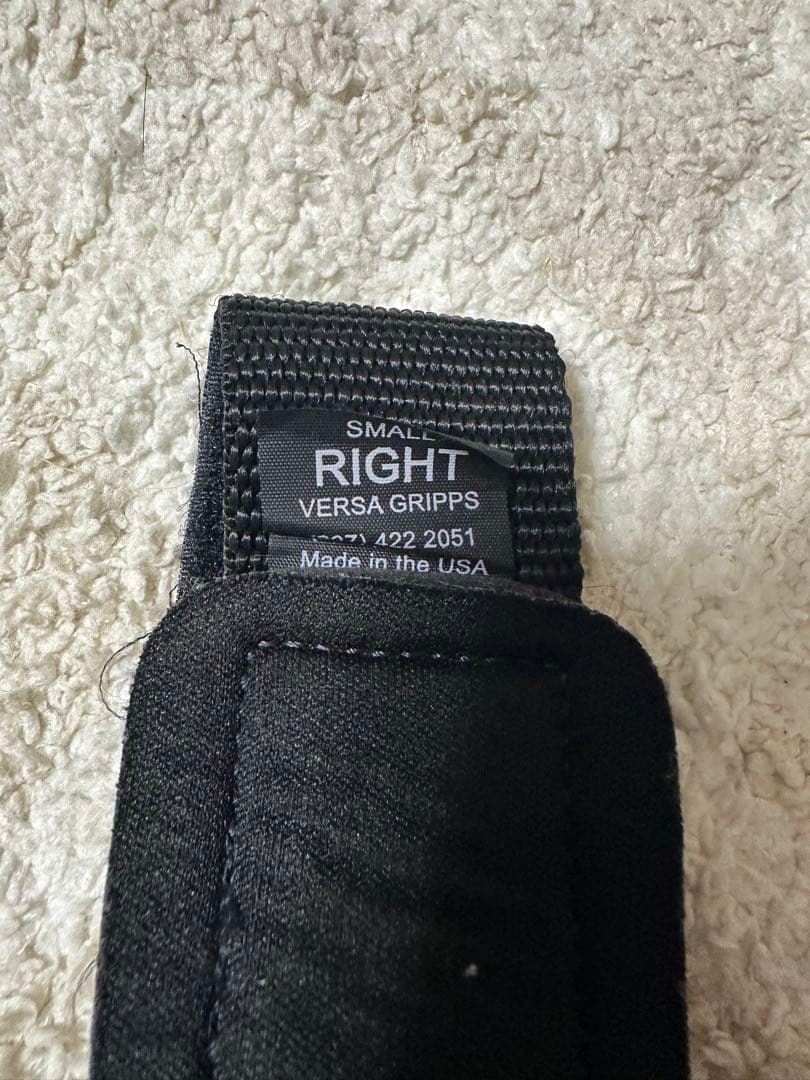 SMALL
RIGHT
VERSA GRIPPS
422 2051
Made in the USA